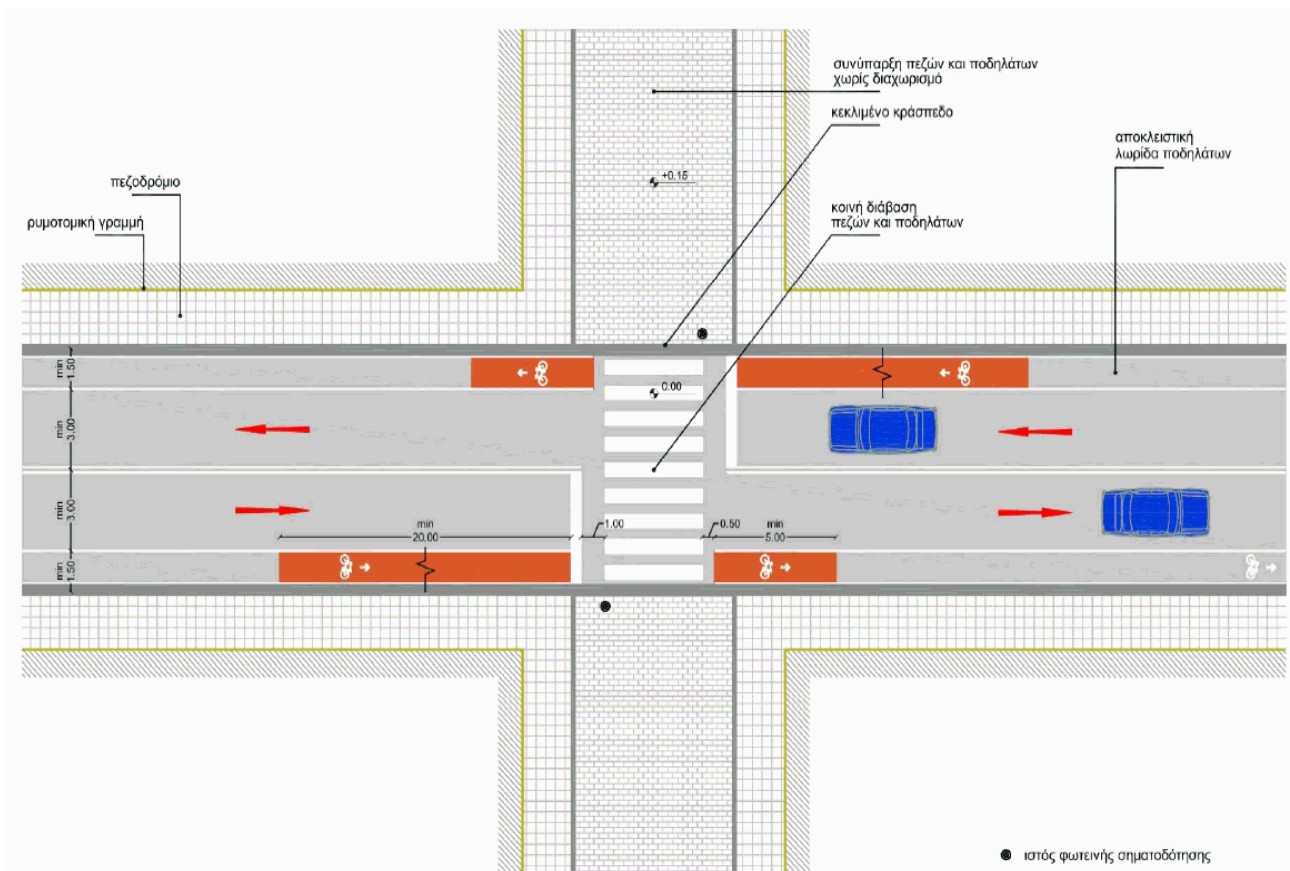 συνύπαρξη πεζών και ποδηλάτων
χωρίς διαχωρισμό
κεκλιμένο κράσπεδο
αποκλειστική
λωρίδα ποδηλάτων
πεζοδρόμιο
+0.15
κοινή διάβαση
πεζών και ποδηλάτων
ρυμοτομική γραμμή
min
1.50
0.00
min
3.00
min
3.00
min
20.00
1.00
0.50
min
5.00
min
1.50
ιστός φωτεινής σηματοδότησης